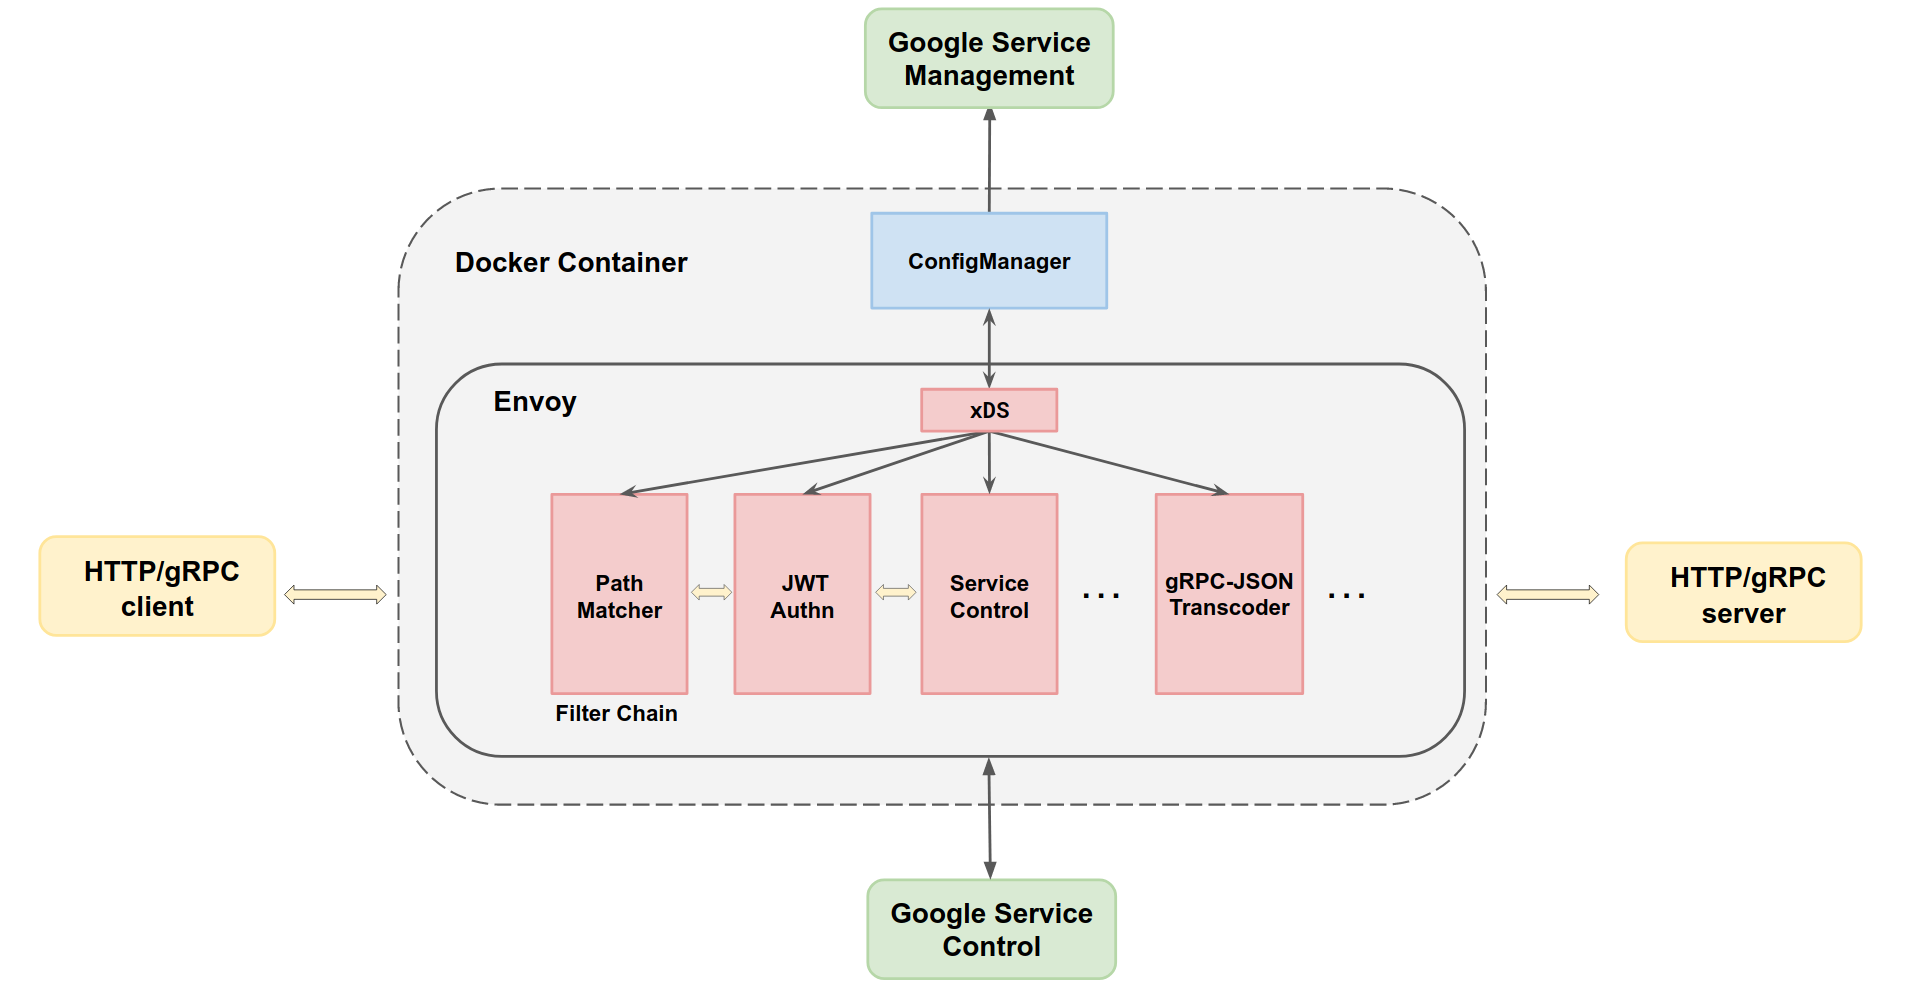 Google Service
Management
Docker Container
ConfigManager
Envoy
xDS
HTTP/gRPC
client
Path
Matcher
JWT
Authn
Service
Control
...
gRPC-JSON
Transcoder
...
HTTP/gRPC
server
Filter Chain
Google Service
Control